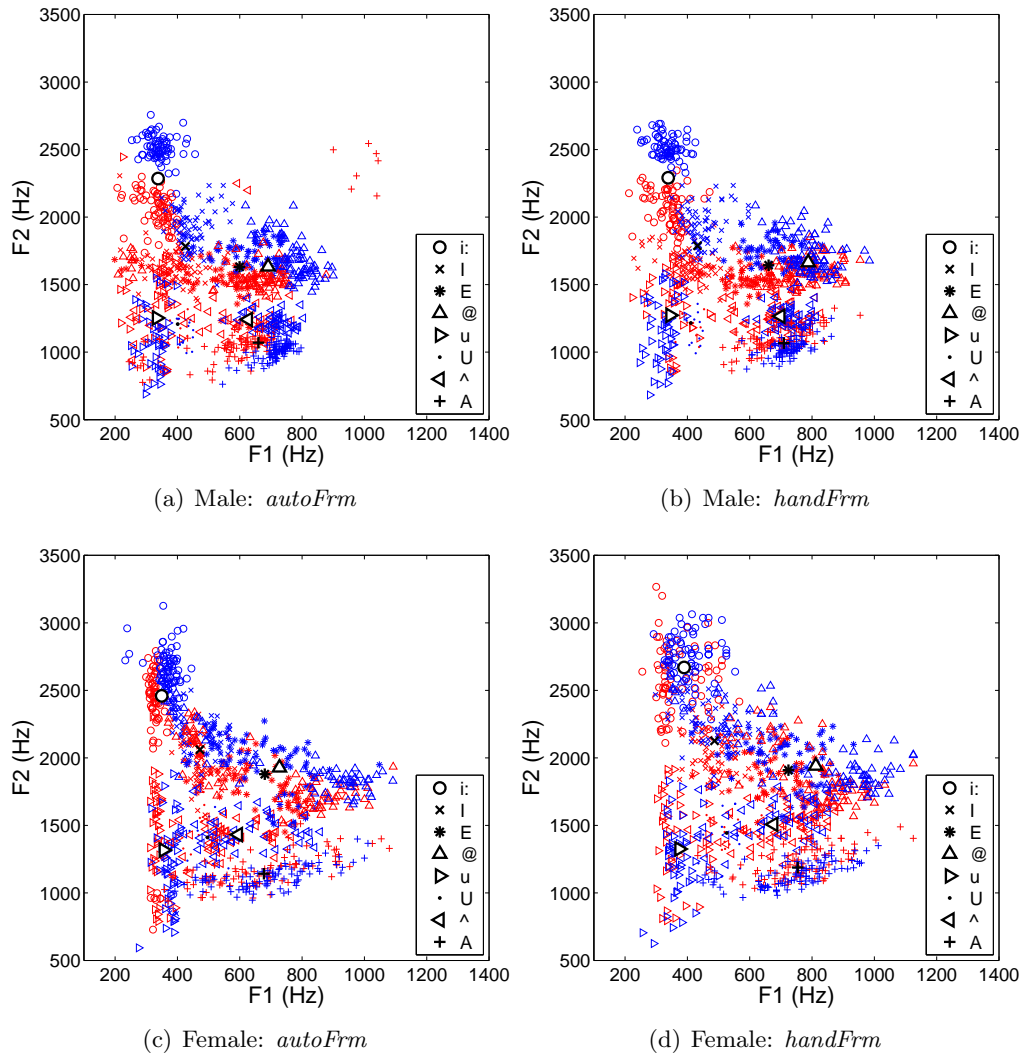 3500
3000
2500
2000
1500
1000
500
F2 (Hz)
200 400 600 800 1000 1200 1400
F1 (Hz)
i:
I
E
@
u
U
^
A
(a) Male: autoFrm
3500
3000
2500
2000
1500
1000
500
F2 (Hz)
200 400 600 800 1000 1200 1400
F1 (Hz)
i:
I
E
@
u
U
^
A
(b) Male: handFrm
3500
3000
2500
2000
1500
1000
500
F2 (Hz)
200 400 600 800 1000 1200 1400
F1 (Hz)
i:
I
E
@
u
U
^
A
(c) Female: autoFrm
3500
3000
2500
2000
1500
1000
500
F2 (Hz)
200 400 600 800 1000 1200 1400
F1 (Hz)
i:
I
E
@
u
U
^
A
(d) Female: handFrm